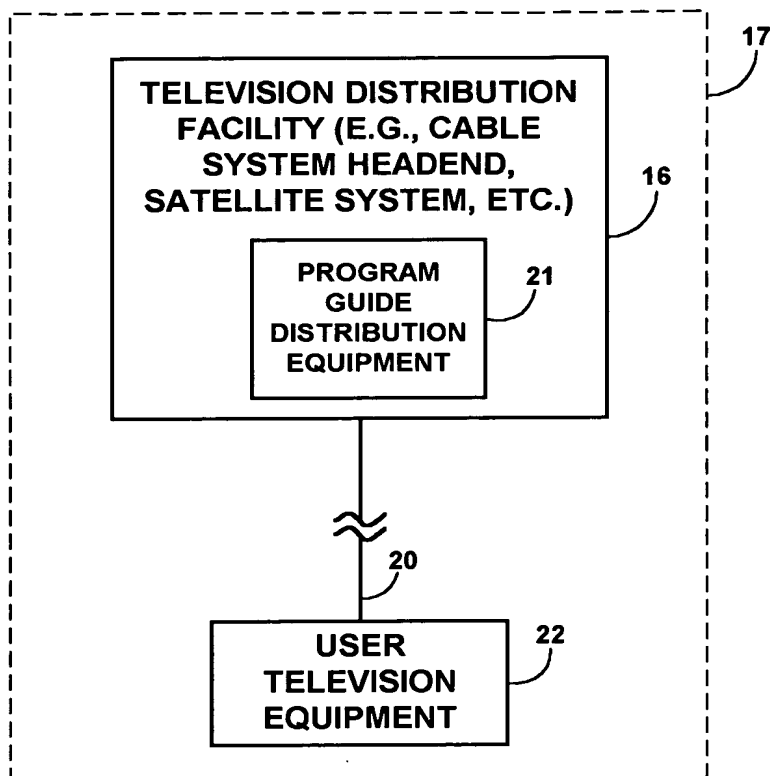 17
TELEVISION DISTRIBUTION
FACILITY (E.G., CABLE
SYSTEM HEADEND,
SATELLITE SYSTEM, ETC.)
16
PROGRAM
GUIDE
DISTRIBUTION
EQUIPMENT
21
20
USER
TELEVISION
EQUIPMENT
22